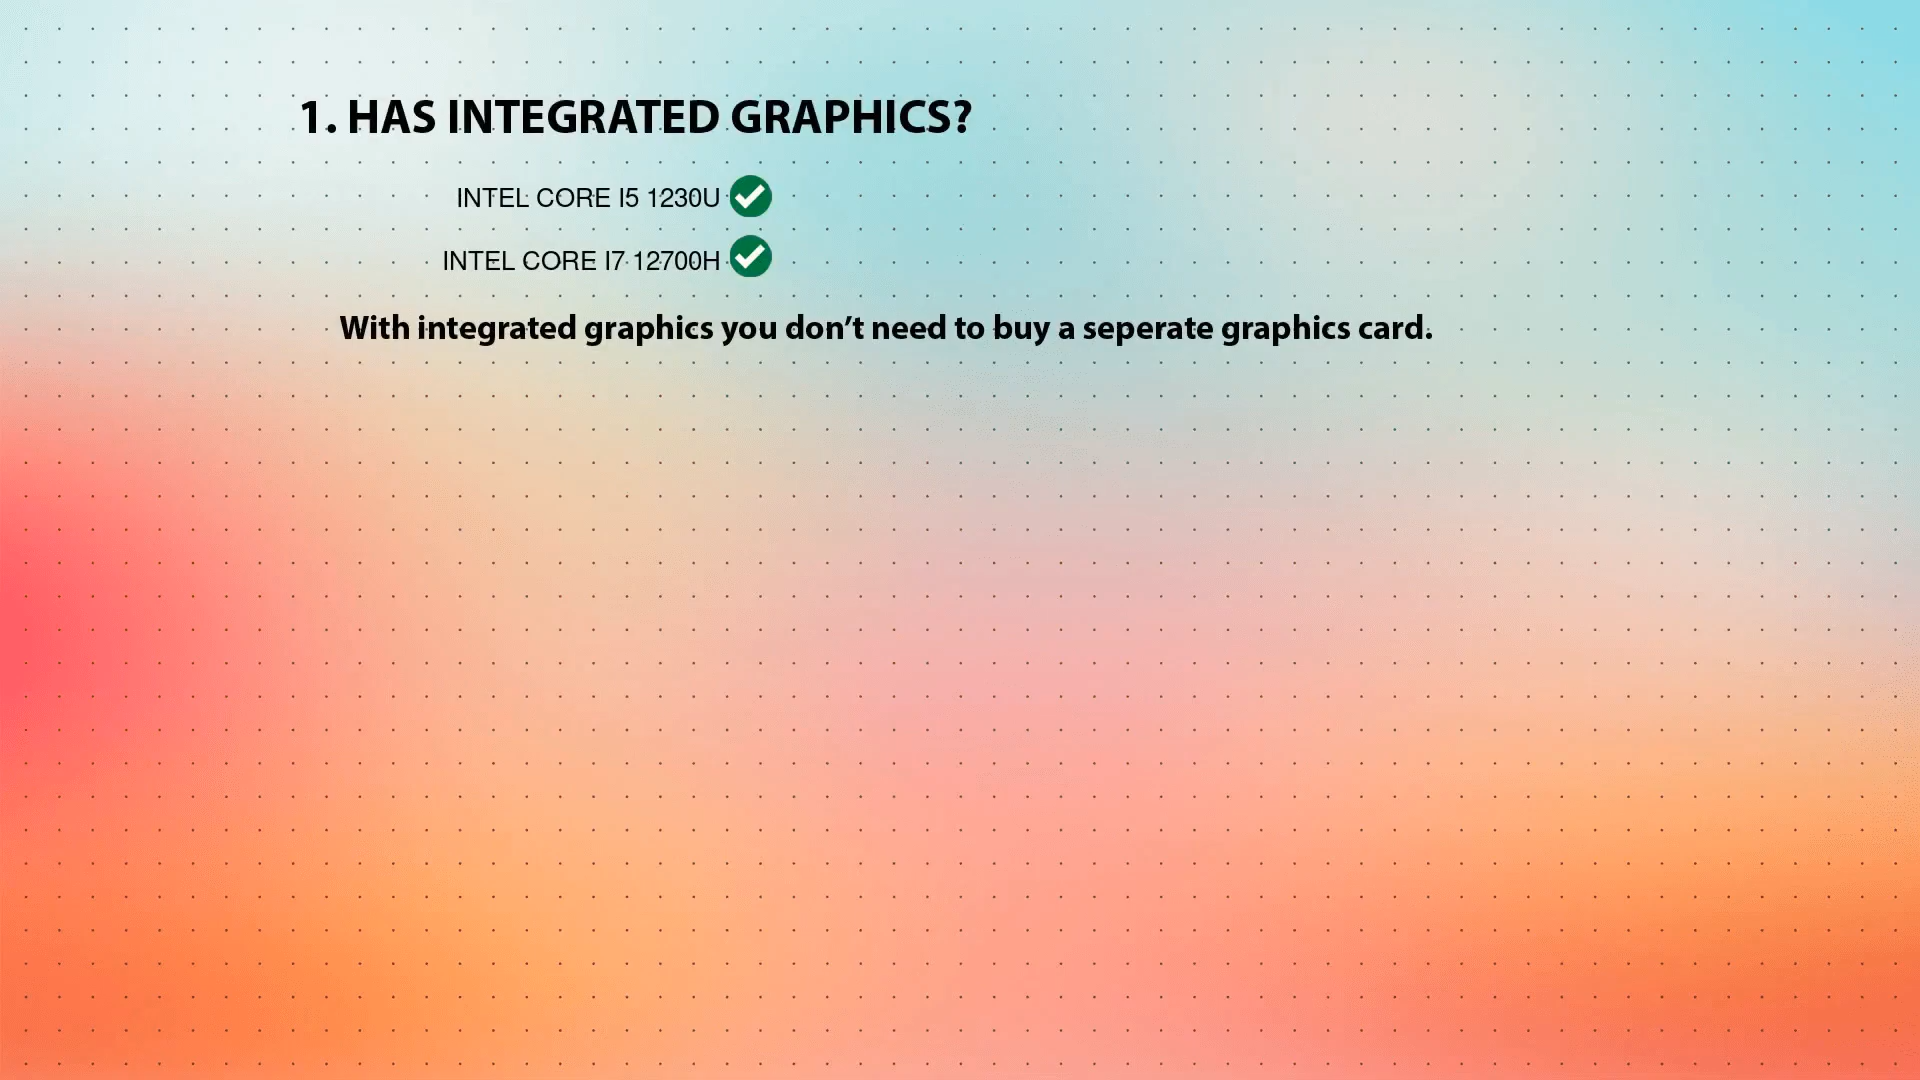 1. HAS INTEGRATED GRAPHICS?
INTEL CORE I5 1230U
INTEL CORE I7 12700H
With integrated graphics you don’t need to buy a seperate graphics card.